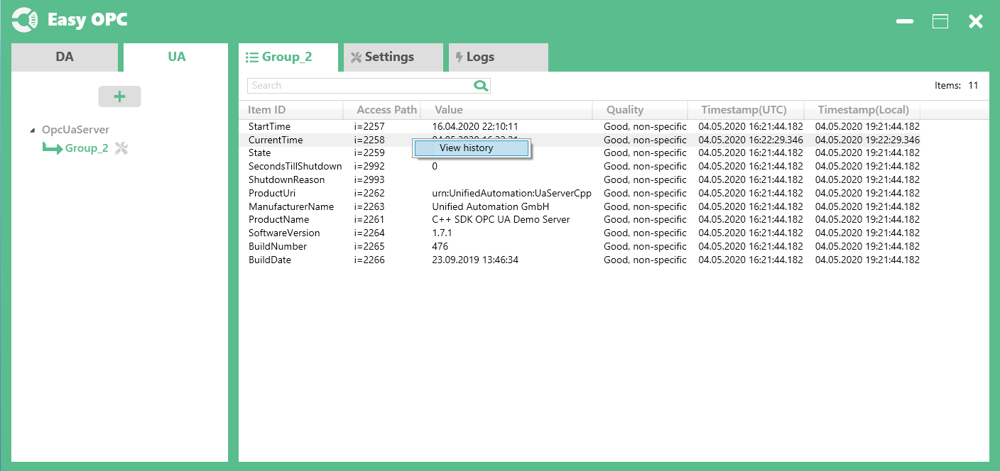 Easy OPC
DA UA
Group_2 Settings Logs
Search Items: 11
OpcUaServer
Group_2
Item ID Access Path Value Quality Timestamp(UTC) Timestamp(Local)
StartTime i=2257 16.04.2020 22:10:11 Good, non-specific 04.05.2020 16:21:44.182 04.05.2020 19:21:44.182
CurrentTime i=2258 Good, non-specific 04.05.2020 16:22:29.346 04.05.2020 19:22:29.346
View history
State i=2259 Good, non-specific 04.05.2020 16:21:44.182 04.05.2020 19:21:44.182
SecondsTillShutdown i=2992 0 Good, non-specific 04.05.2020 16:21:44.182 04.05.2020 19:21:44.182
ShutdownReason i=2993 Good, non-specific 04.05.2020 16:21:44.182 04.05.2020 19:21:44.182
ProductUri i=2262 urn:UnifiedAutomation:UaServerCpp Good, non-specific 04.05.2020 16:21:44.182 04.05.2020 19:21:44.182
ManufacturerName i=2263 Unified Automation GmbH Good, non-specific 04.05.2020 16:21:44.182 04.05.2020 19:21:44.182
ProductName i=2261 C++ SDK OPC UA Demo Server Good, non-specific 04.05.2020 16:21:44.182 04.05.2020 19:21:44.182
SoftwareVersion i=2264 1.7.1 Good, non-specific 04.05.2020 16:21:44.182 04.05.2020 19:21:44.182
BuildNumber i=2265 476 Good, non-specific 04.05.2020 16:21:44.182 04.05.2020 19:21:44.182
BuildDate i=2266 23.09.2019 13:46:34 Good, non-specific 04.05.2020 16:21:44.182 04.05.2020 19:21:44.182